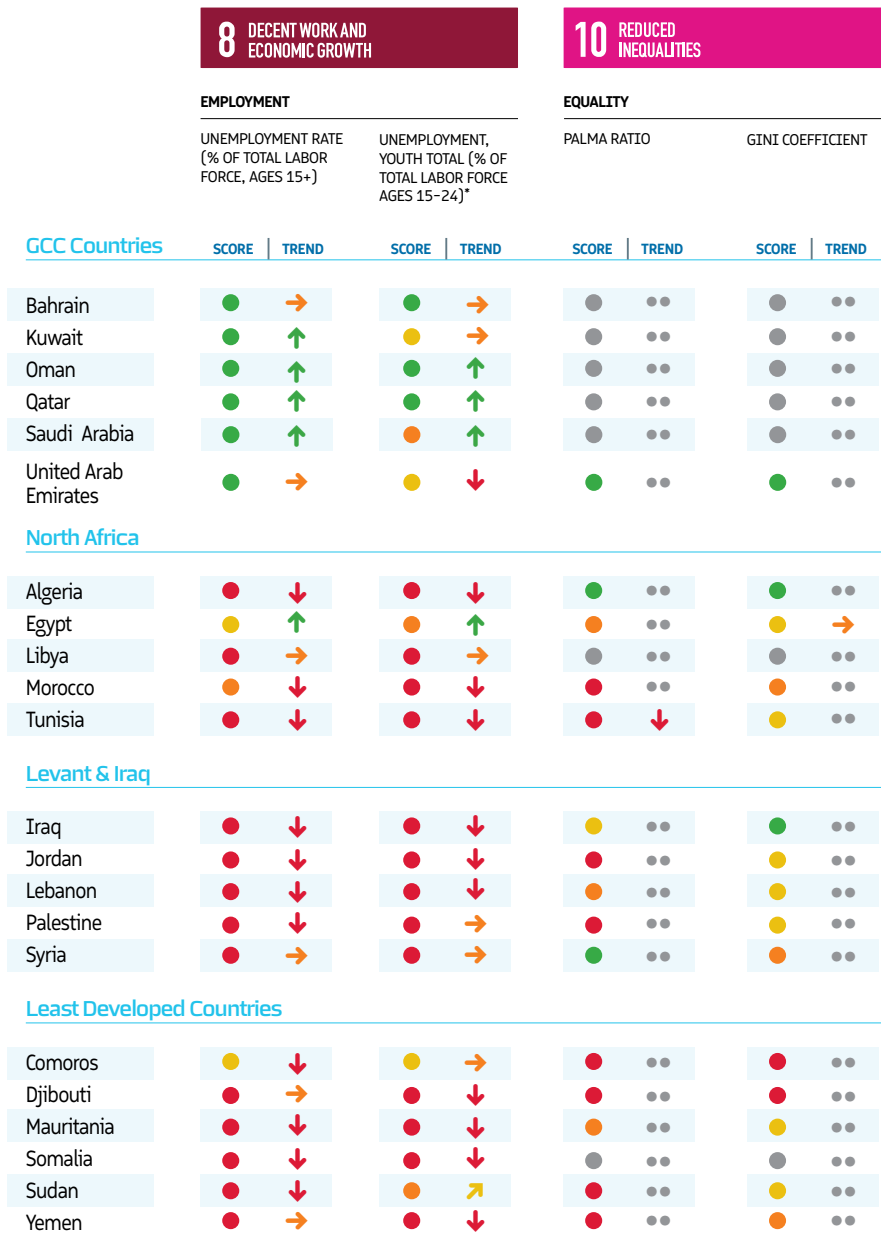 8 DECENT WORK AND
ECONOMIC GROWTH
10 REDUCED
INEQUALITIES
EMPLOYMENT
EQUALITY
UNEMPLOYMENT RATE
(% OF TOTAL LABOR
FORCE, AGES 15+)
UNEMPLOYMENT,
YOUTH TOTAL (% OF
TOTAL LABOR FORCE
AGES 15-24)*
PALMA RATIO
GINI COEFFICIENT
GCC Countries SCORE | TREND SCORE | TREND SCORE | TREND SCORE | TREND
Bahrain
Kuwait
Oman
Qatar
Saudi Arabia
United Arab
Emirates
North Africa
Algeria
Egypt
Libya
Morocco
Tunisia
Levant & Iraq
Iraq
Jordan
Lebanon
Palestine
Syria
Least Developed Countries
Comoros
Djibouti
Mauritania
Somalia
Sudan
Yemen